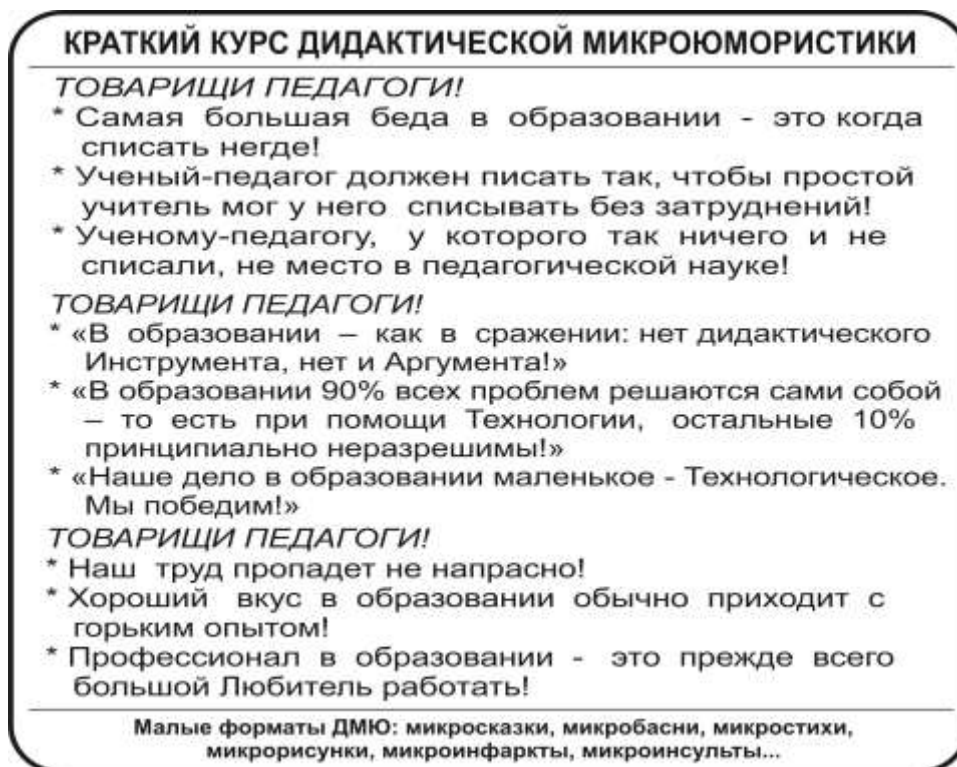 КРАТКИЙ КУРС ДИДАКТИЧЕСКОЙ МИКРОЮМОРИСТИКИ
ТОВАРИЩИ ПЕДАГОГИ!
* Самая большая беда в образовании - это когда
списать негде!
* Ученый-педагог должен писать так, чтобы простой
учитель мог у него списывать без затруднений!
* Ученому-педагогу, у которого так ничего и не
списали, не место в педагогической науке!
ТОВАРИЩИ ПЕДАГОГИ!
* «В образовании – как в сражении: нет дидактического
Инструмента, нет и Аргумента!»
* «В образовании 90% всех проблем решаются сами собой
– то есть при помощи Технологии, остальные 10%
принципиально неразрешимы!»
* «Наше дело в образовании маленькое - Технологическое.
Мы победим!»
ТОВАРИЩИ ПЕДАГОГИ!
* Наш труд пропадет не напрасно!
* Хороший вкус в образовании обычно приходит с
горьким опытом!
* Профессионал в образовании - это прежде всего
большой Любитель работать!
Малые форматы ДМЮ: микросказки, микробасни, микростихи,
микрорисунки, микроинфаркты, микроинсульты...